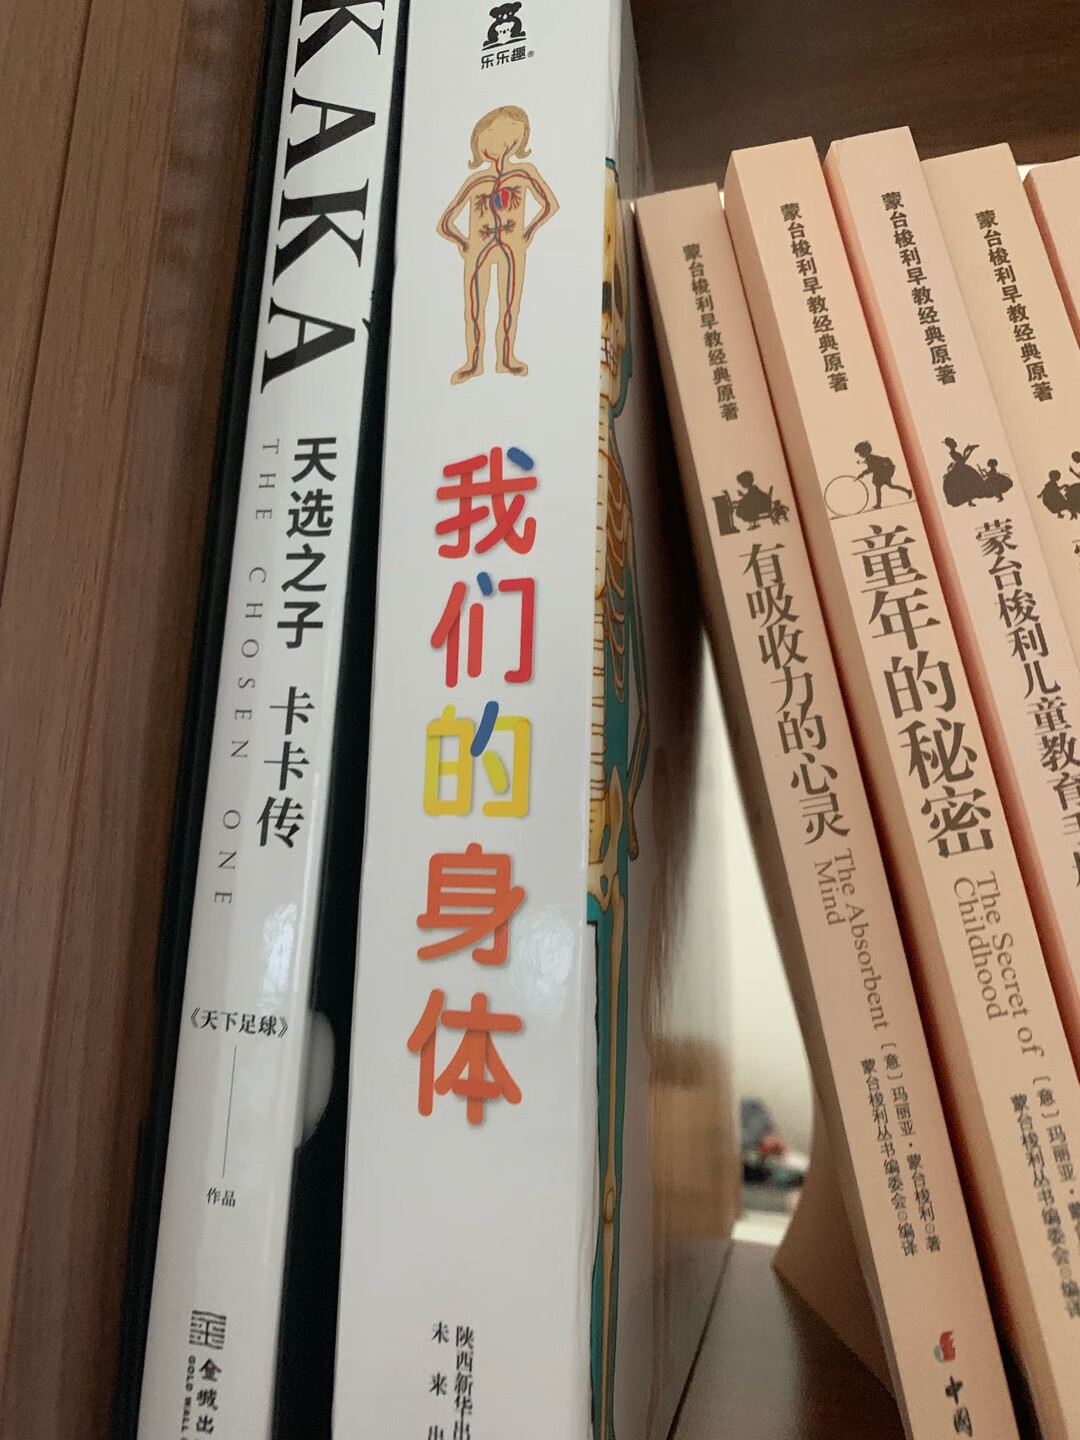 KAKÁ
天选之子 卡卡传
THE CHOSEN ONE
《天下足球》
作品
金城出
GOLD WALL
乐乐趣®
我们的身体
陕西新华出
未来出
蒙台梭利早教经典原著
有吸收力的心灵
The Absorbent
Mind
〔意〕玛丽亚·蒙台梭利◎著
蒙台梭利丛书编委会◎编译
中国
蒙台梭利早教经典原著
童年的秘密
The Secret of
Childhood
〔意〕玛丽亚·
蒙台梭利丛书编委会◎编译
蒙台梭利早教经典原著
蒙台梭利儿童教育手
蒙台梭利早教经典原著